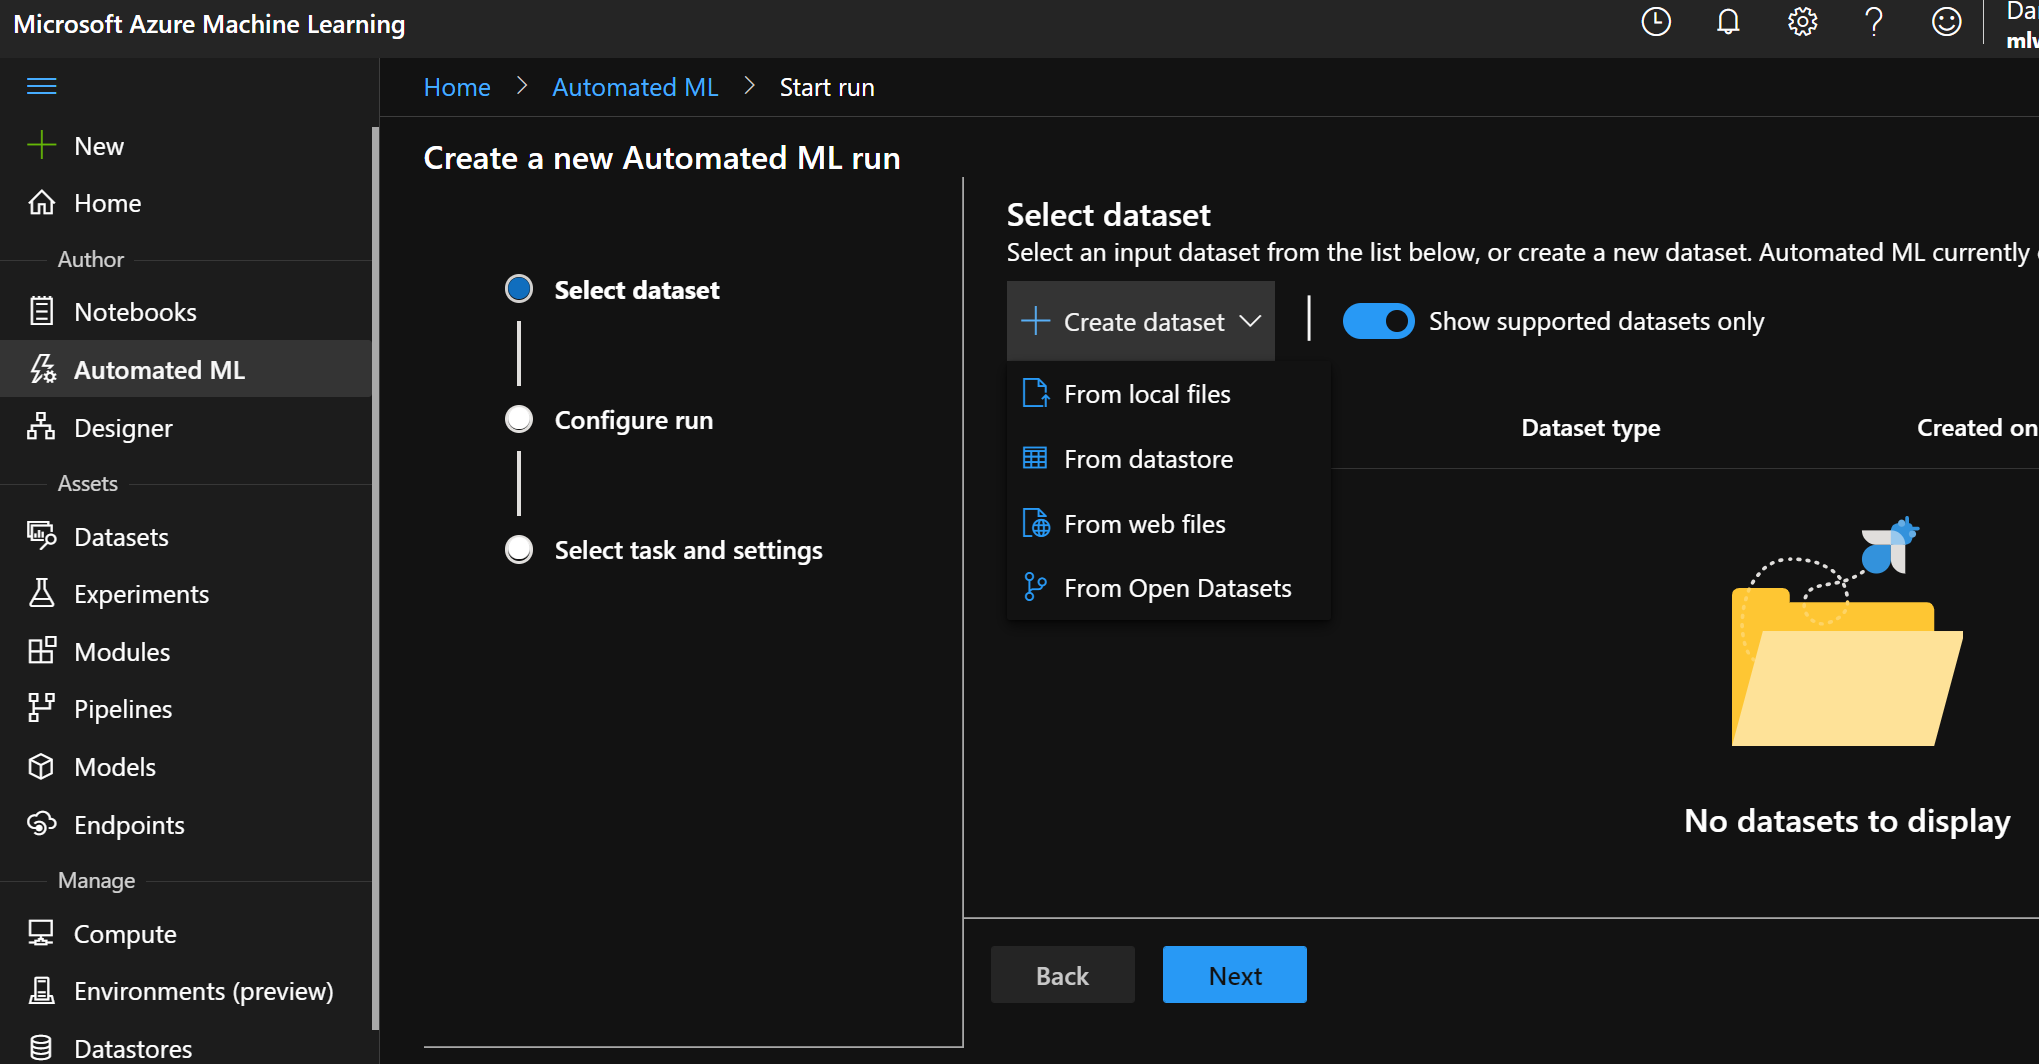 Microsoft Azure Machine Learning
New
Home
Author
Notebooks
Automated ML
Designer
Assets
Datasets
Experiments
Modules
Pipelines
Models
Endpoints
Manage
Compute
Environments (preview)
Datastores
Home > Automated ML > Start run
Create a new Automated ML run
Select dataset
Configure run
Select task and settings
Select dataset
Select an input dataset from the list below, or create a new dataset. Automated ML currently
Create dataset
Show supported datasets only
From local files
From datastore
From web files
From Open Datasets
Dataset type
Created on
No datasets to display
Back
Next